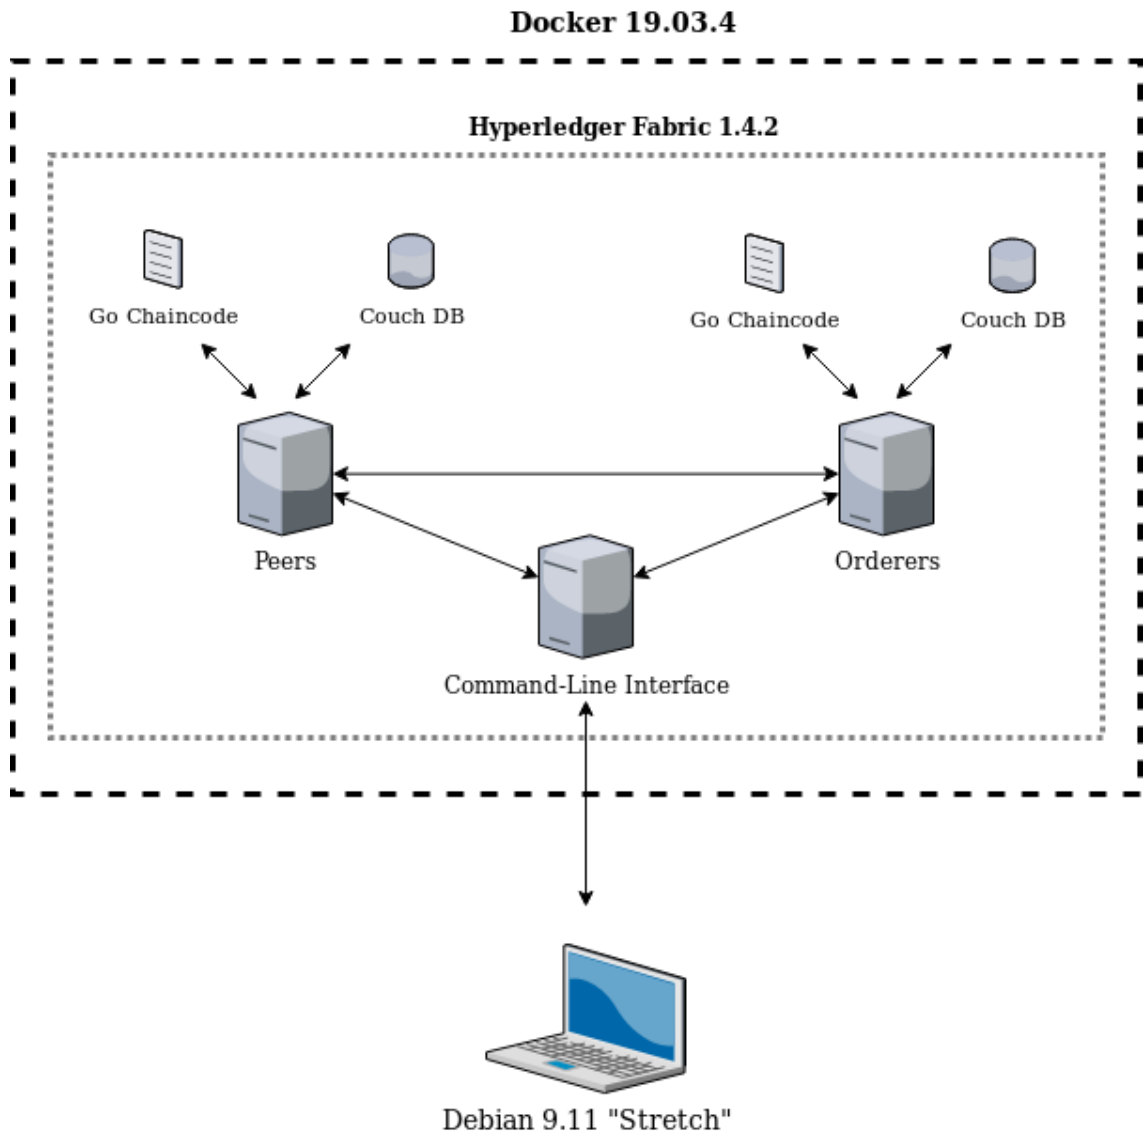 Docker 19.03.4
Hyperledger Fabric 1.4.2
Go Chaincode
Couch DB
Go Chaincode
Couch DB
Peers
Orderers
Command-Line Interface
Debian 9.11 "Stretch"